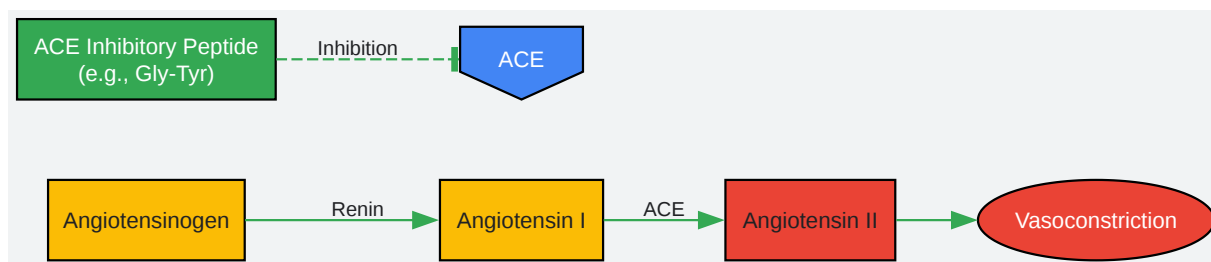 ACE Inhibitory Peptide
(e.g., Gly-Tyr)
Inhibition
ACE
Angiotensinogen
Renin
Angiotensin I
ACE
Angiotensin II
Vasoconstriction